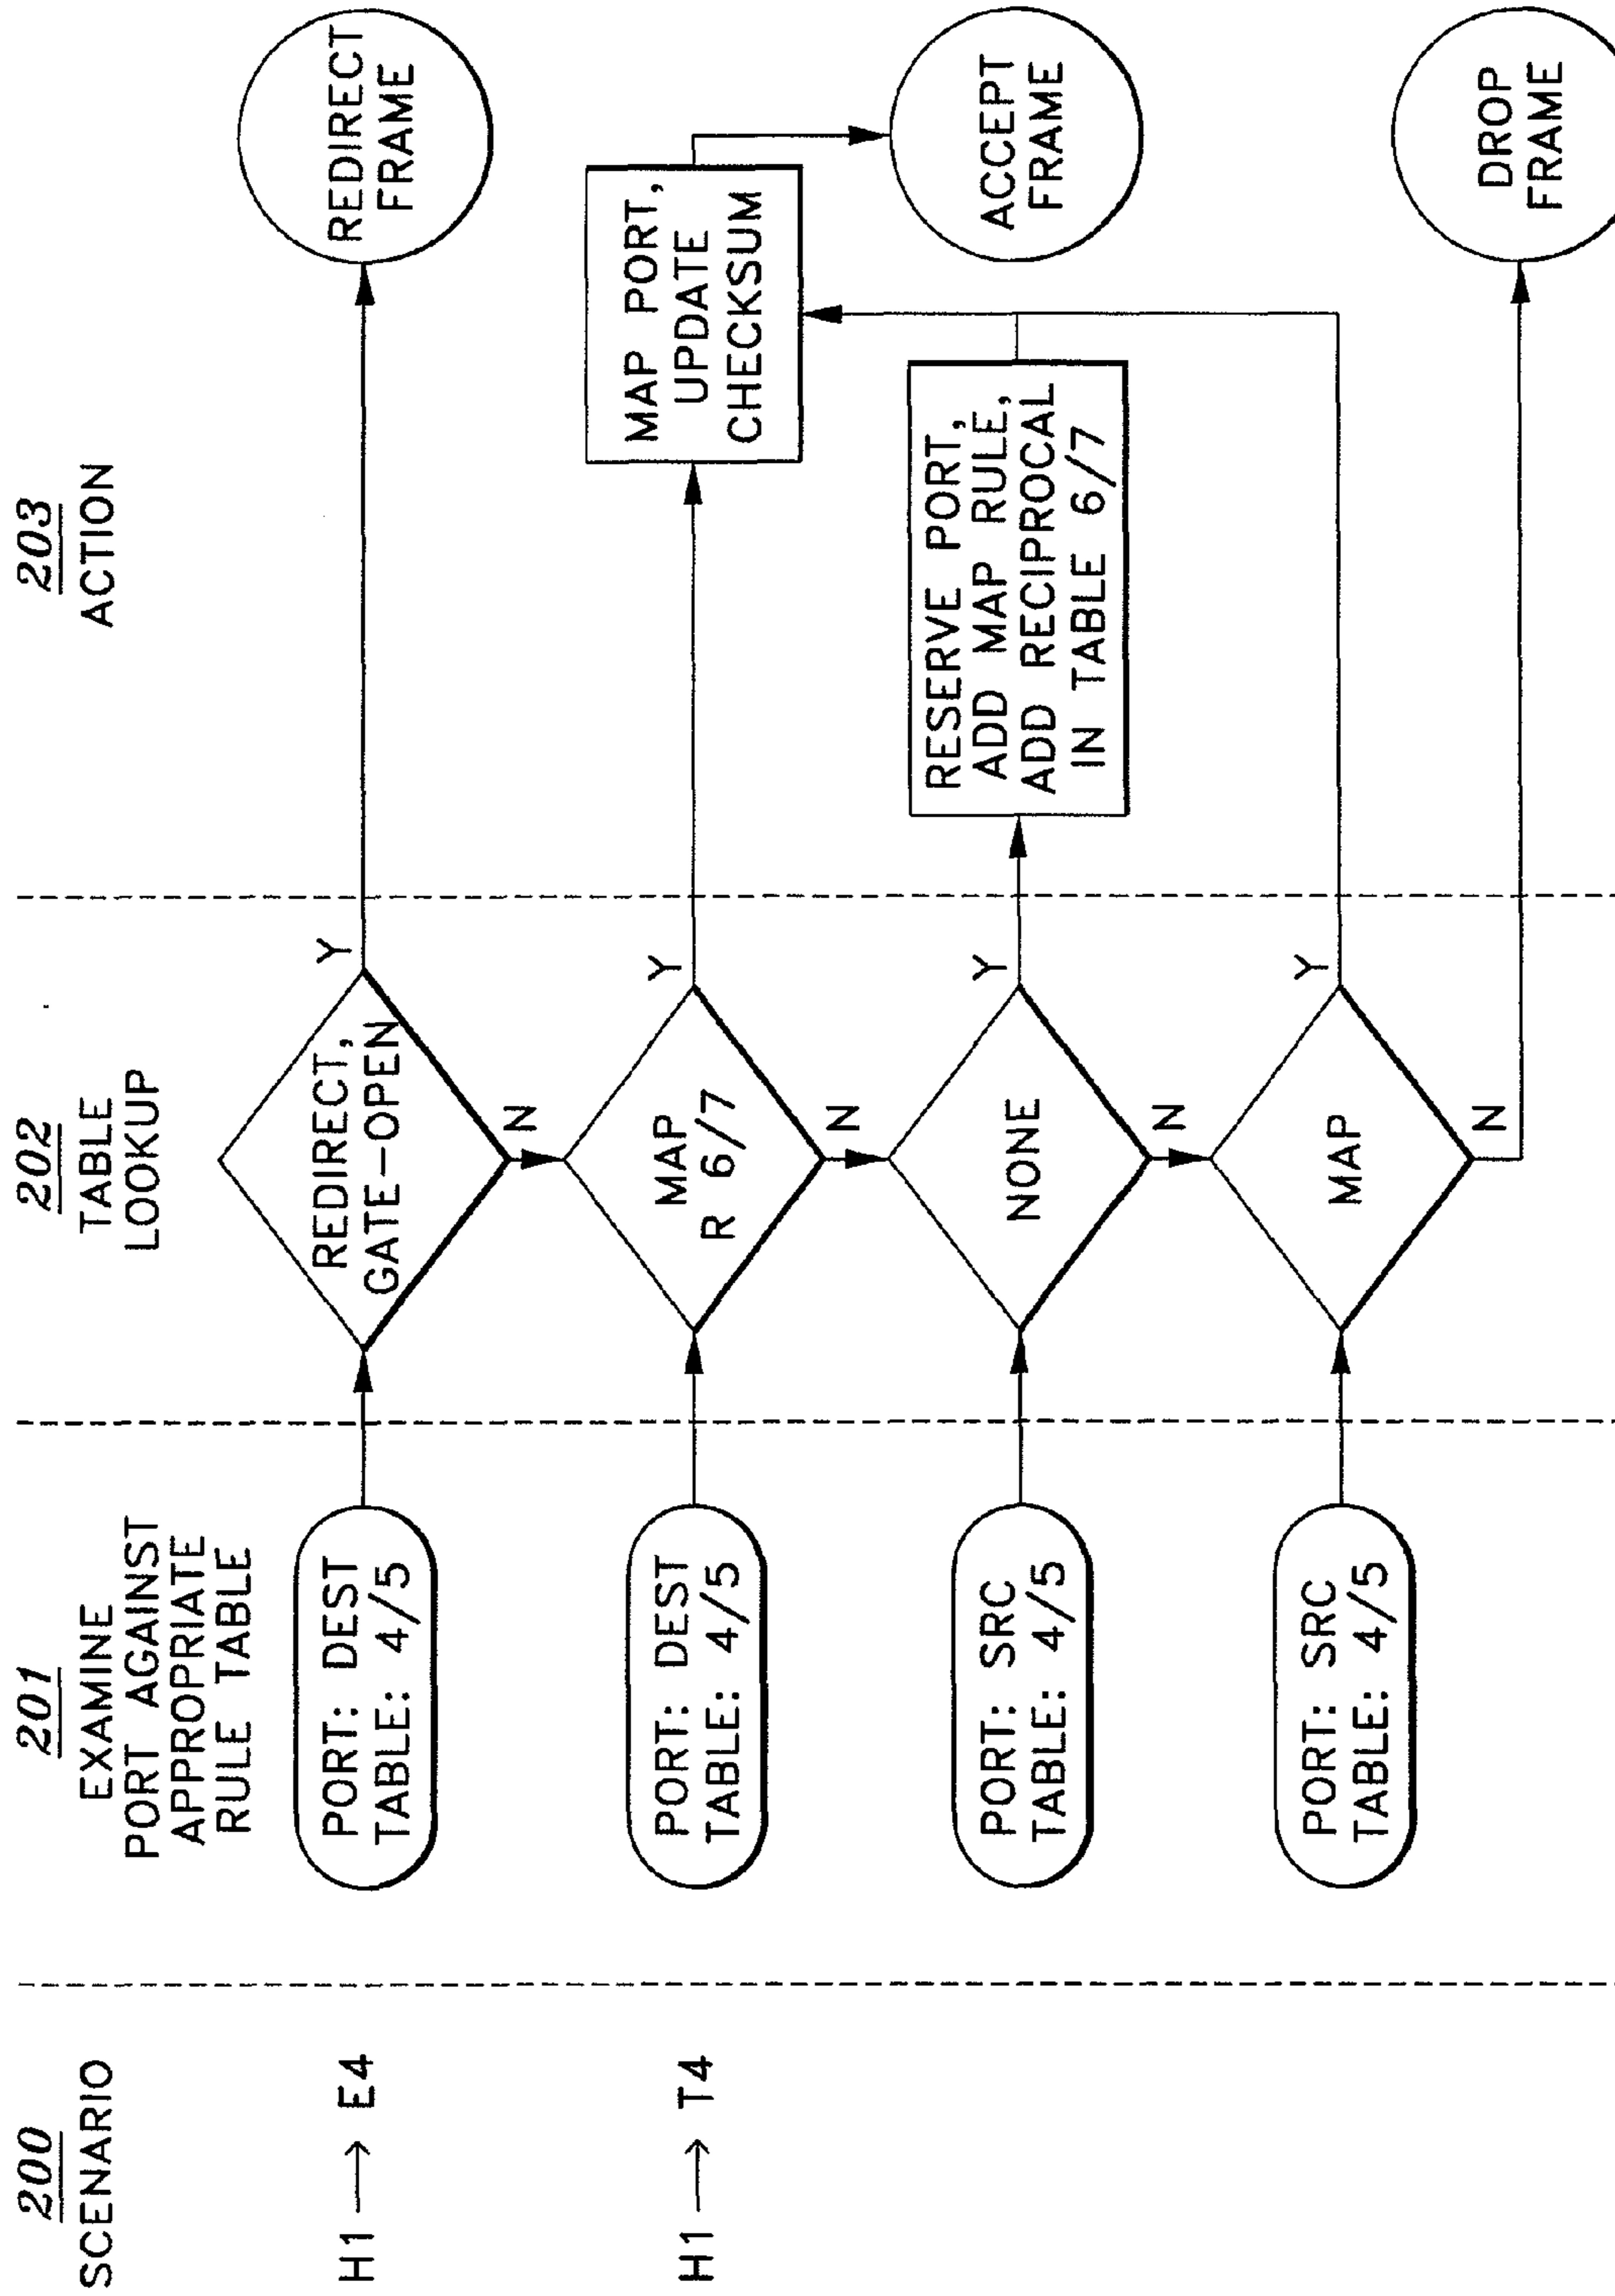 200
SCENARIO
201
EXAMINE
PORT AGAINST
APPROPRIATE
RULE TABLE
202
TABLE
LOOKUP
203
ACTION
H1 → E4
PORT: DEST
TABLE: 4/5
REDIRECT,
GATE-OPEN
Y
N
REDIRECT
FRAME
H1 → T4
PORT: DEST
TABLE: 4/5
MAP
R 6/7
Y
N
MAP PORT,
UPDATE
CHECKSUM
PORT: SRC
TABLE: 4/5
NONE
Y
N
RESERVE PORT,
ADD MAP RULE,
ADD RECIPROCAL
IN TABLE 6/7
ACCEPT
FRAME
PORT: SRC
TABLE: 4/5
MAP
Y
N
DROP
FRAME